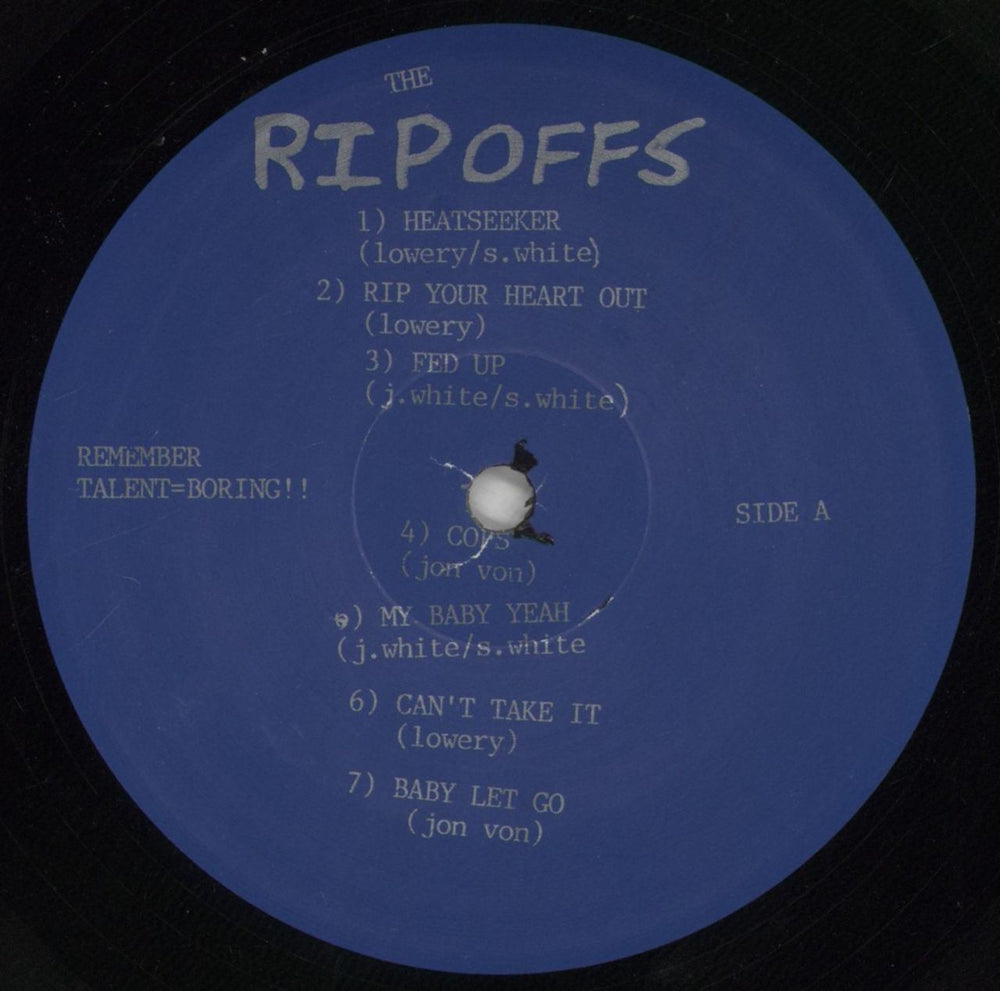 THE
RIPOFFS
1) HEATSEEKER
(lowery/s.white)
2) RIP YOUR HEART OUT
(lowery)
3) FED UP
(j.white/s.white)
REMEMBER
TALENT=BORING!!
SIDE A
4) COPS
(jon von)
) MY BABY YEAH
(j.white/s.white
6) CAN'T TAKE IT
(lowery)
7) BABY LET GO
(jon von)